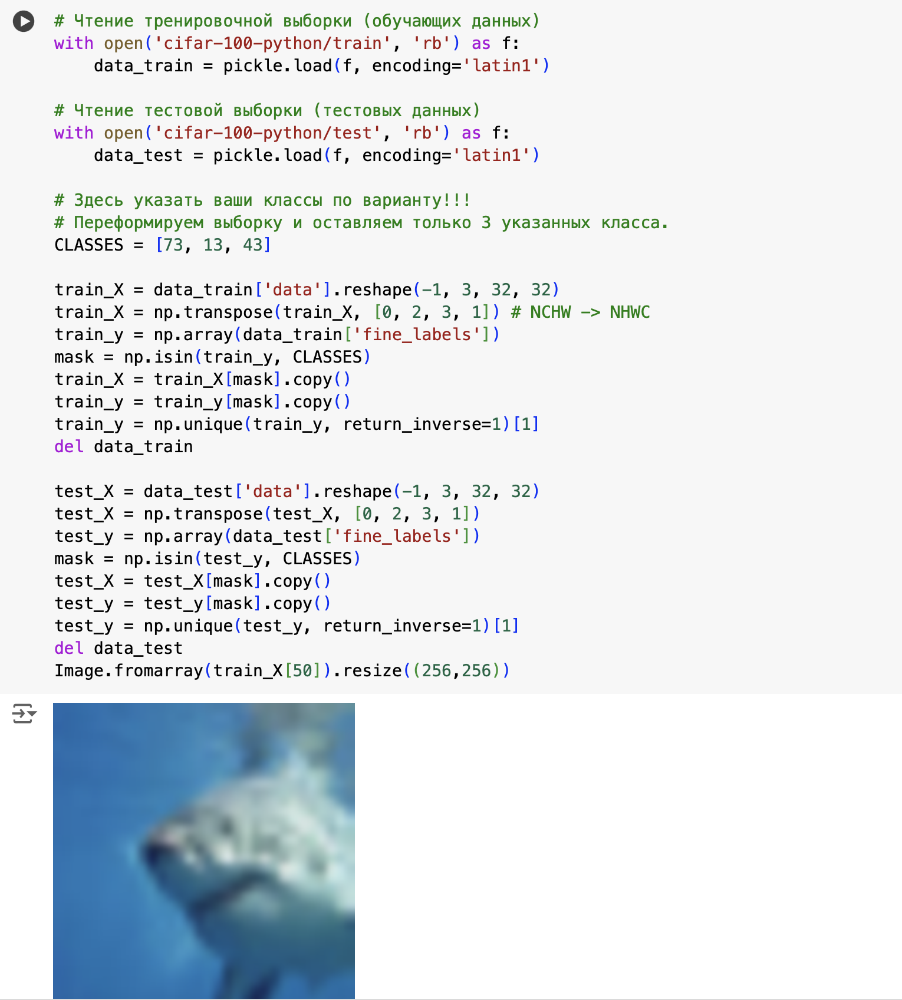 # Чтение тренировочной выборки (обучающих данных)
with open('cifar-100-python/train', 'rb') as f:
    data_train = pickle.load(f, encoding='latin1')

# Чтение тестовой выборки (тестовых данных)
with open('cifar-100-python/test', 'rb') as f:
    data_test = pickle.load(f, encoding='latin1')

# Здесь указать ваши классы по варианту!!!
# Переформируем выборку и оставляем только 3 указанных класса.
CLASSES = [73, 13, 43]

train_X = data_train['data'].reshape(-1, 3, 32, 32)
train_X = np.transpose(train_X, [0, 2, 3, 1]) # NCHW -> NHWC
train_y = np.array(data_train['fine_labels'])
mask = np.isin(train_y, CLASSES)
train_X = train_X[mask].copy()
train_y = train_y[mask].copy()
train_y = np.unique(train_y, return_inverse=1)[1]
del data_train

test_X = data_test['data'].reshape(-1, 3, 32, 32)
test_X = np.transpose(test_X, [0, 2, 3, 1])
test_y = np.array(data_test['fine_labels'])
mask = np.isin(test_y, CLASSES)
test_X = test_X[mask].copy()
test_y = test_y[mask].copy()
test_y = np.unique(test_y, return_inverse=1)[1]
del data_test
Image.fromarray(train_X[50]).resize((256,256))